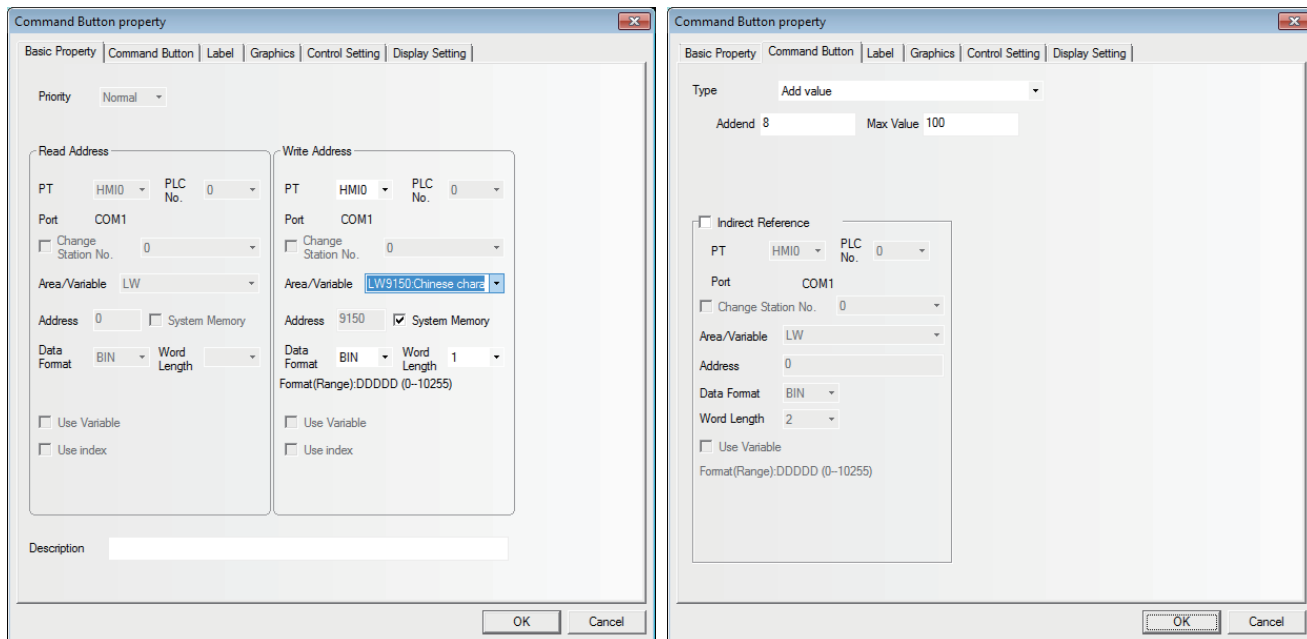 Command Button property
Basic Property Command Button Label Graphics Control Setting Display Setting
Priority Normal
Read Address
PT HMI0 PLC No. 0
Port COM1
Change Station No. 0
Area/Variable LW
Address 0 System Memory
Data Format BIN Word Length
Use Variable
Use index
Write Address
PT HMI0 PLC No. 0
Port COM1
Change Station No. 0
Area/Variable LW9150:Chinese chara
Address 9150 System Memory
Data Format BIN Word Length 1
Format(Range):DDDDD (0--10255)
Use Variable
Use index
Description
OK Cancel
Command Button property
Basic Property Command Button Label Graphics Control Setting Display Setting
Type Add value
Addend 8 Max Value 100
Indirect Reference
PT HMI0 PLC No. 0
Port COM1
Change Station No. 0
Area/Variable LW
Address 0
Data Format BIN
Word Length 2
Use Variable
Format(Range):DDDDD (0--10255)
OK Cancel